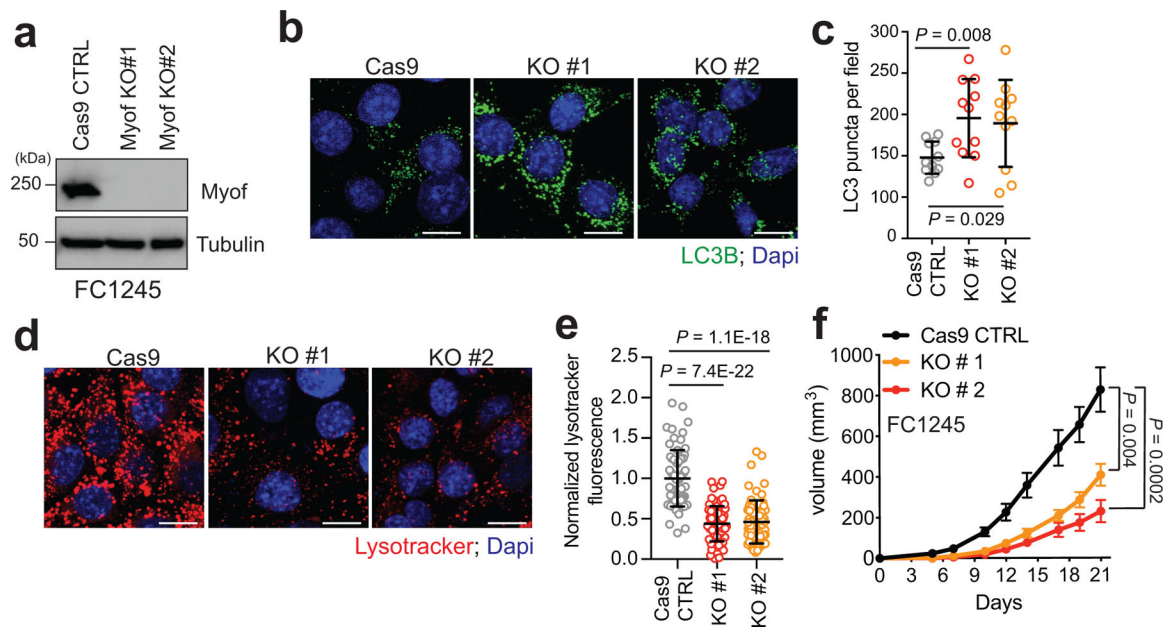 a
Cas9 CTRL
Myof KO#1
Myof KO#2
(kDa)
250
Myof
50
Tubulin
FC1245
b
Cas9
KO #1
KO #2
LC3B; Dapi
c
P = 0.008
LC3 puncta per field
300
250
200
150
100
P = 0.029
Cas9
CTRL
KO #1
KO #2
d
Cas9
KO #1
KO #2
Lysotracker; Dapi
e
P = 1.1E-18
P = 7.4E-22
Normalized lysotracker
fluorescence
2.5
2.0
1.5
1.0
0.5
0.0
Cas9
CTRL
KO #1
KO #2
f
Cas9 CTRL
KO # 1
KO # 2
FC1245
volume (mm3)
1000
800
600
400
200
0
0 3 6 9 12 15 18 21
Days
P = 0.004
P = 0.0002